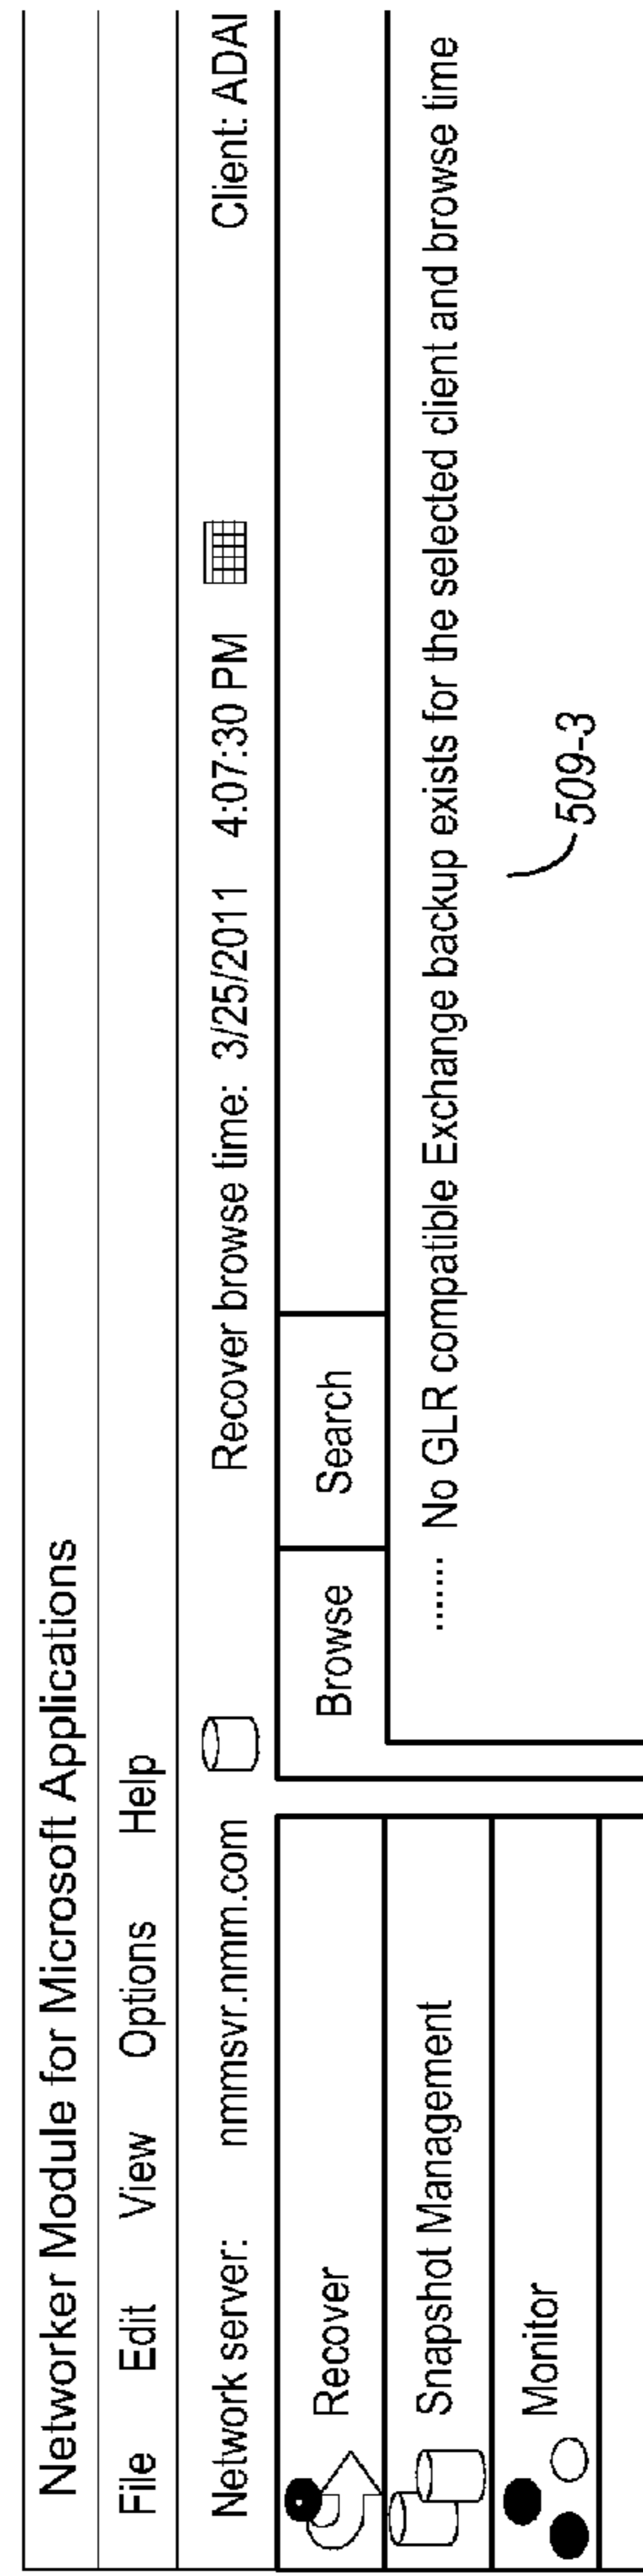 Networker Module for Microsoft Applications
File Edit View Options Help
Network server: nmmsvr.nmm.com Recover browse time: 3/25/2011 4:07:30 PM Client: ADAI
Recover
Snapshot Management
Monitor
Browse Search
....... No GLR compatible Exchange backup exists for the selected client and browse time
509-3